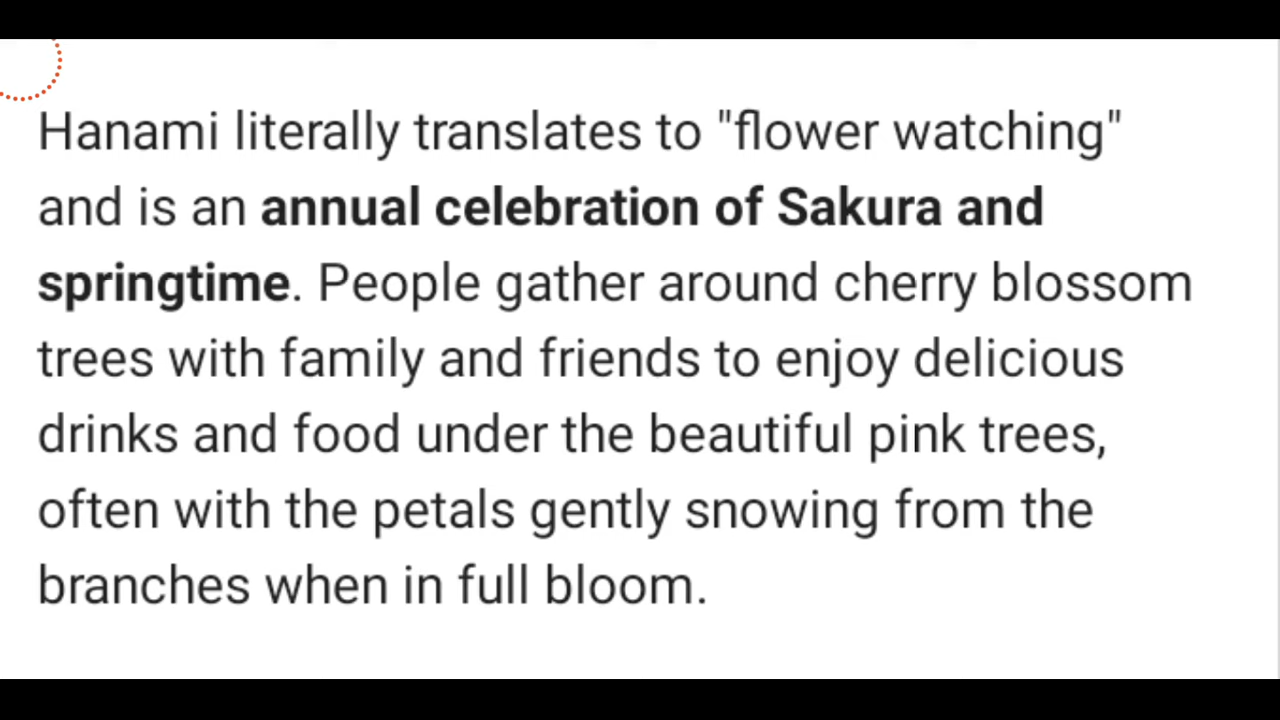 Hanami literally translates to "flower watching"
and is an annual celebration of Sakura and
springtime. People gather around cherry blossom
trees with family and friends to enjoy delicious
drinks and food under the beautiful pink trees,
often with the petals gently snowing from the
branches when in full bloom.